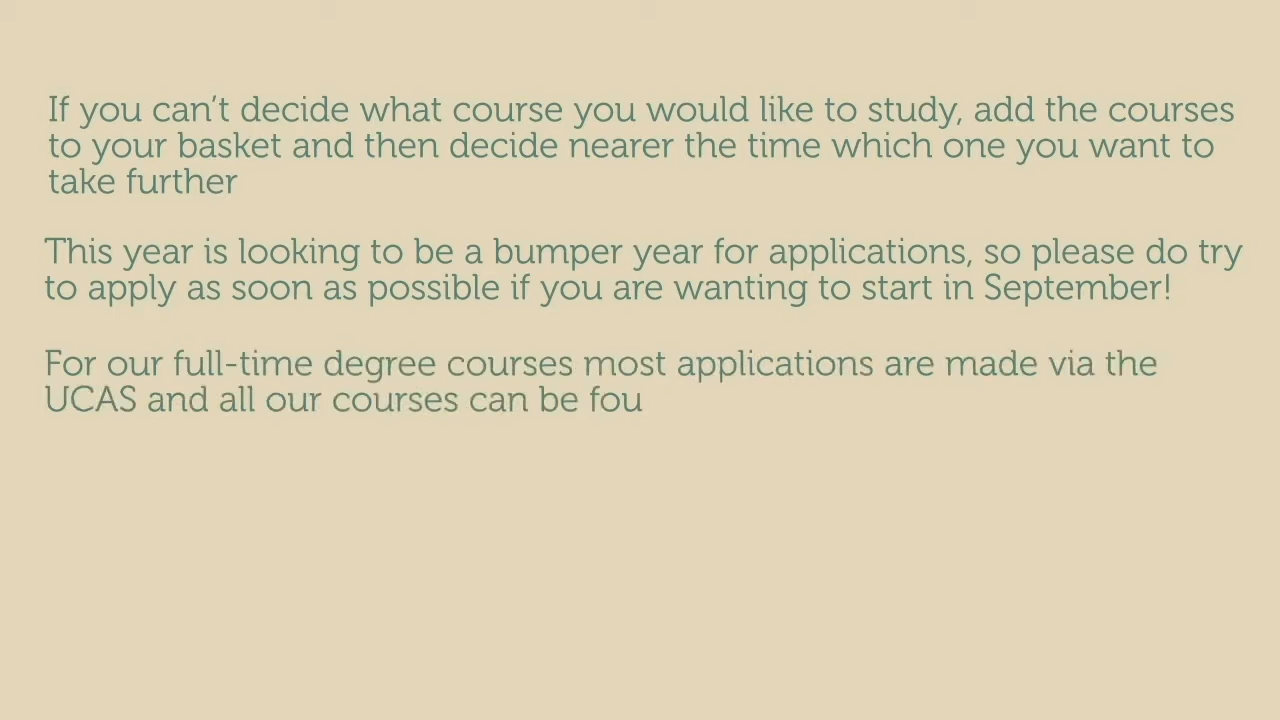 If you can’t decide what course you would like to study, add the courses
to your basket and then decide nearer the time which one you want to
take further
This year is looking to be a bumper year for applications, so please do try
to apply as soon as possible if you are wanting to start in September!
For our full-time degree courses most applications are made via the
UCAS and all our courses can be fou